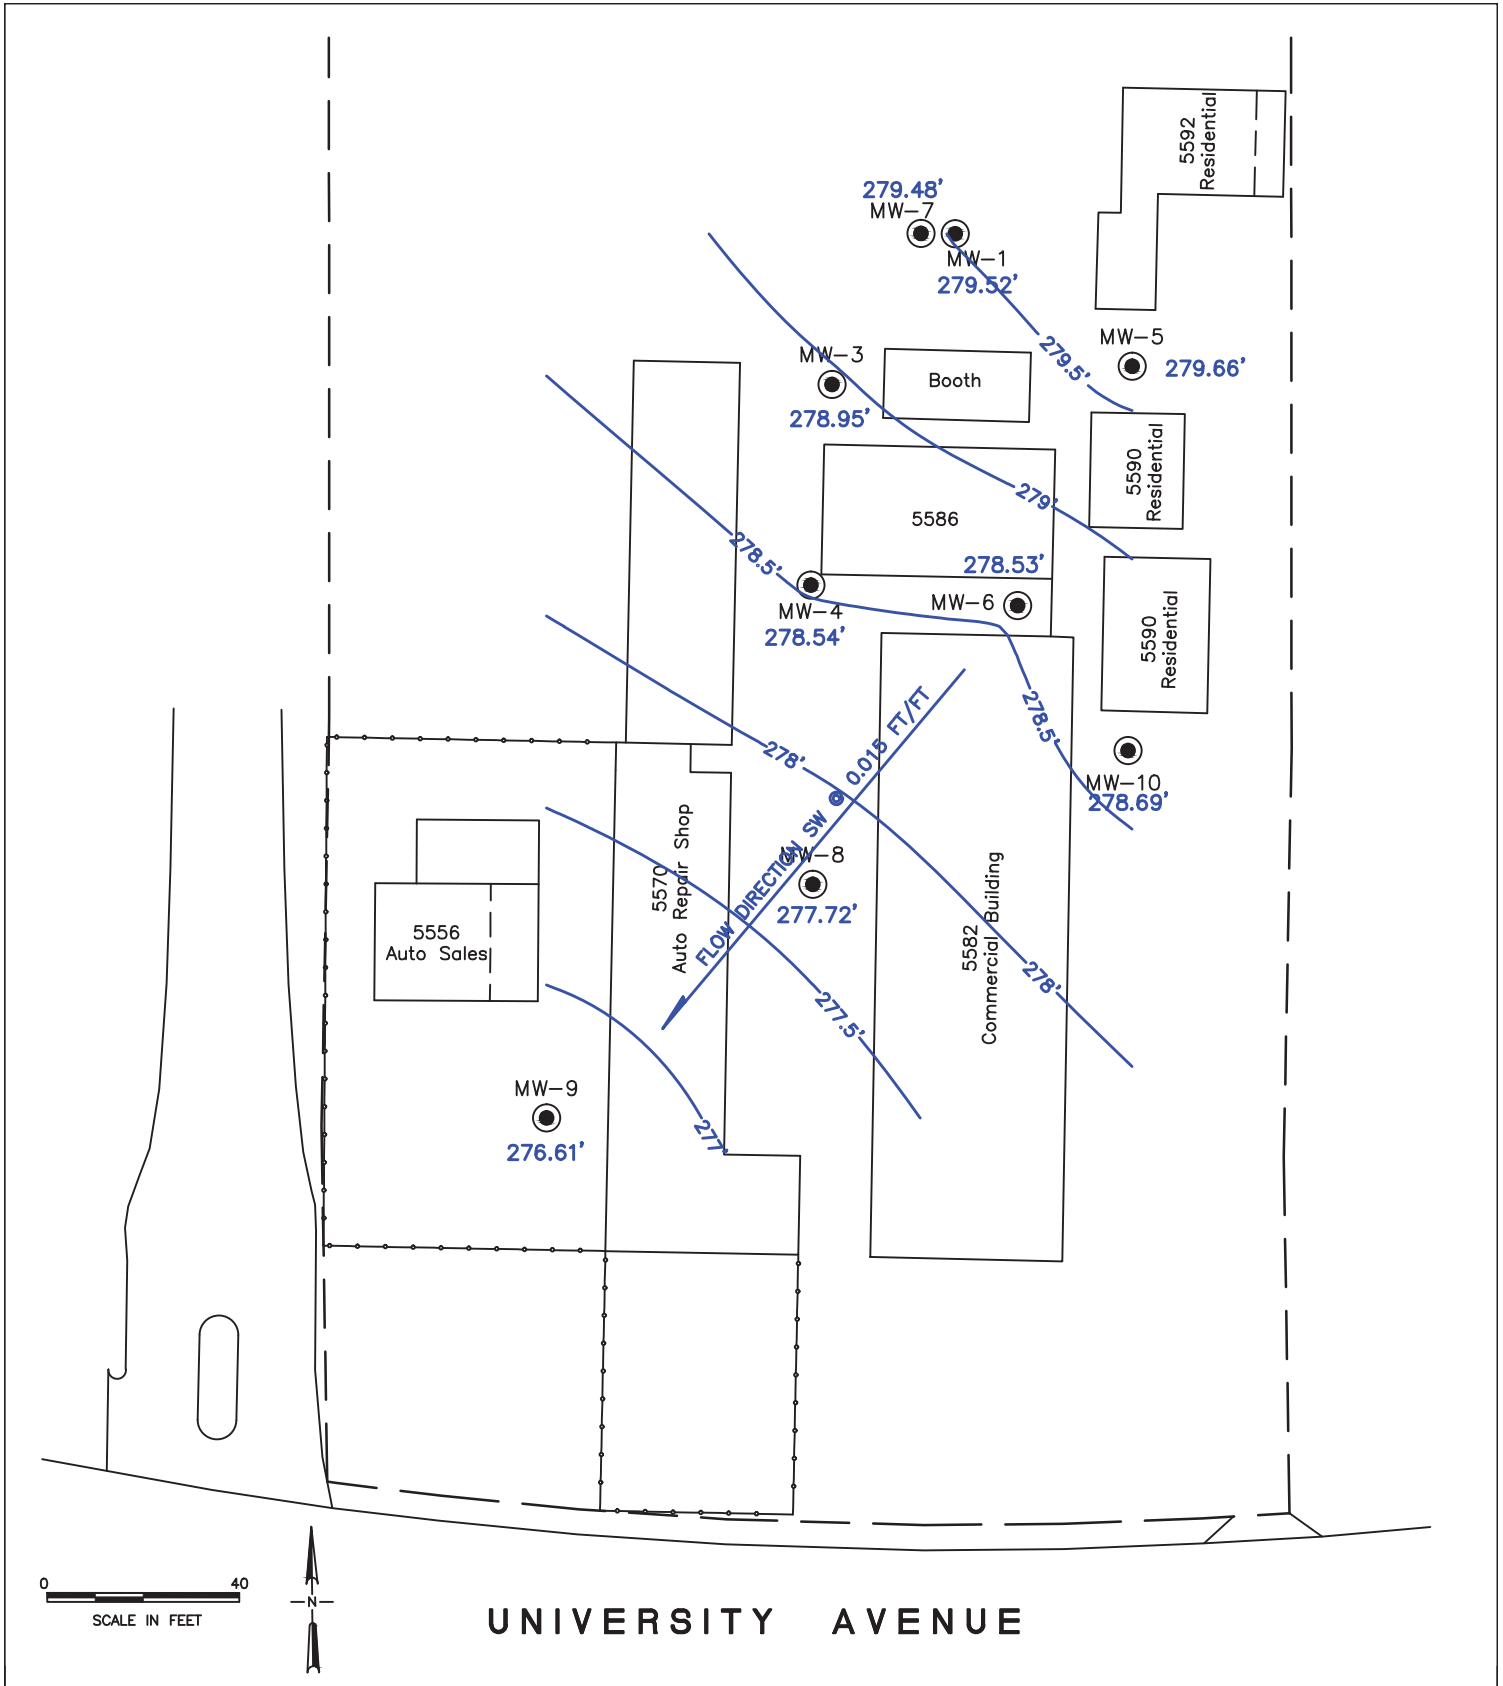 5592
Residential
279.48'
MW-7
MW-1
279.52'
MW-5
279.66'
279.5'
MW-3
278.95'
Booth
5590
Residential
279'
5586
278.5'
278.53'
MW-6
MW-4
278.54'
5590
Residential
278.5'
278'
MW-10
278.69'
FLOW DIRECTION SW @ 0.015 FT/FT
MW-8
277.72'
5570
Auto Repair Shop
5556
Auto Sales
5582
Commercial Building
278'
277.5'
MW-9
276.61'
277'
0 40
SCALE IN FEET
N
UNIVERSITY AVENUE